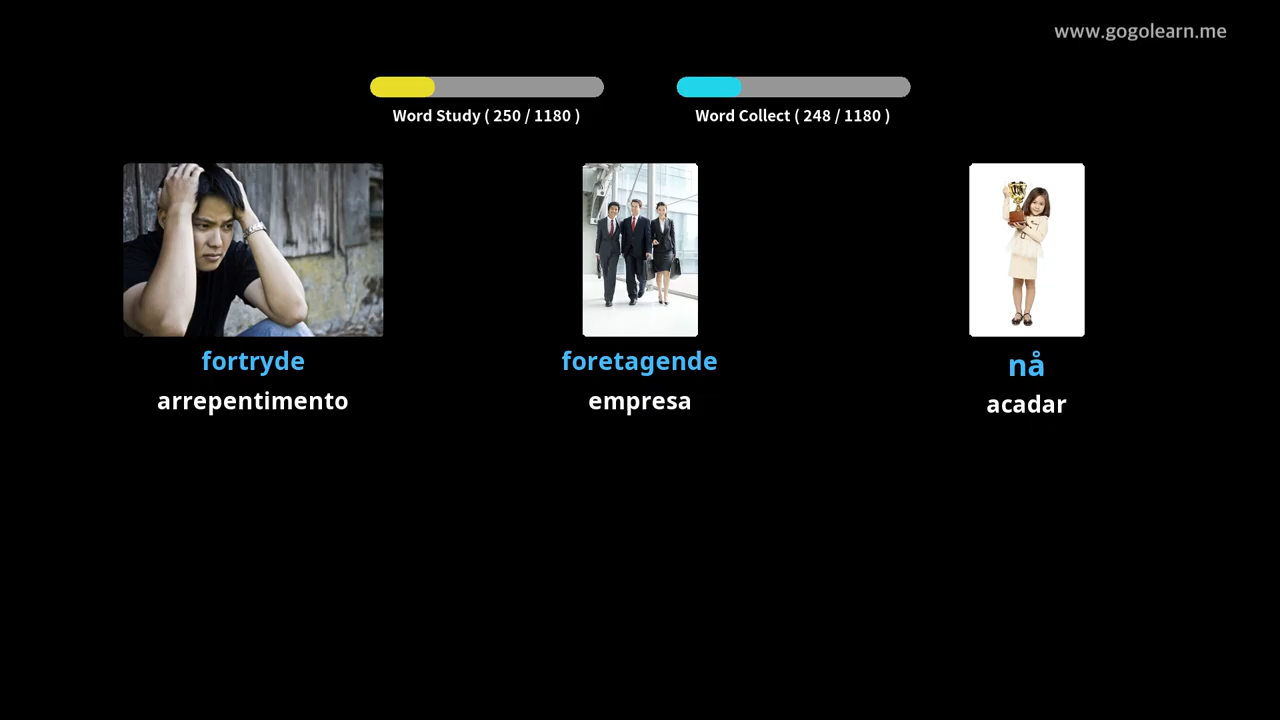 www.gogolearn.me
Word Study ( 250 / 1180 )
Word Collect ( 248 / 1180 )
fortryde
arrepentimento
foretagende
empresa
nå
acadar